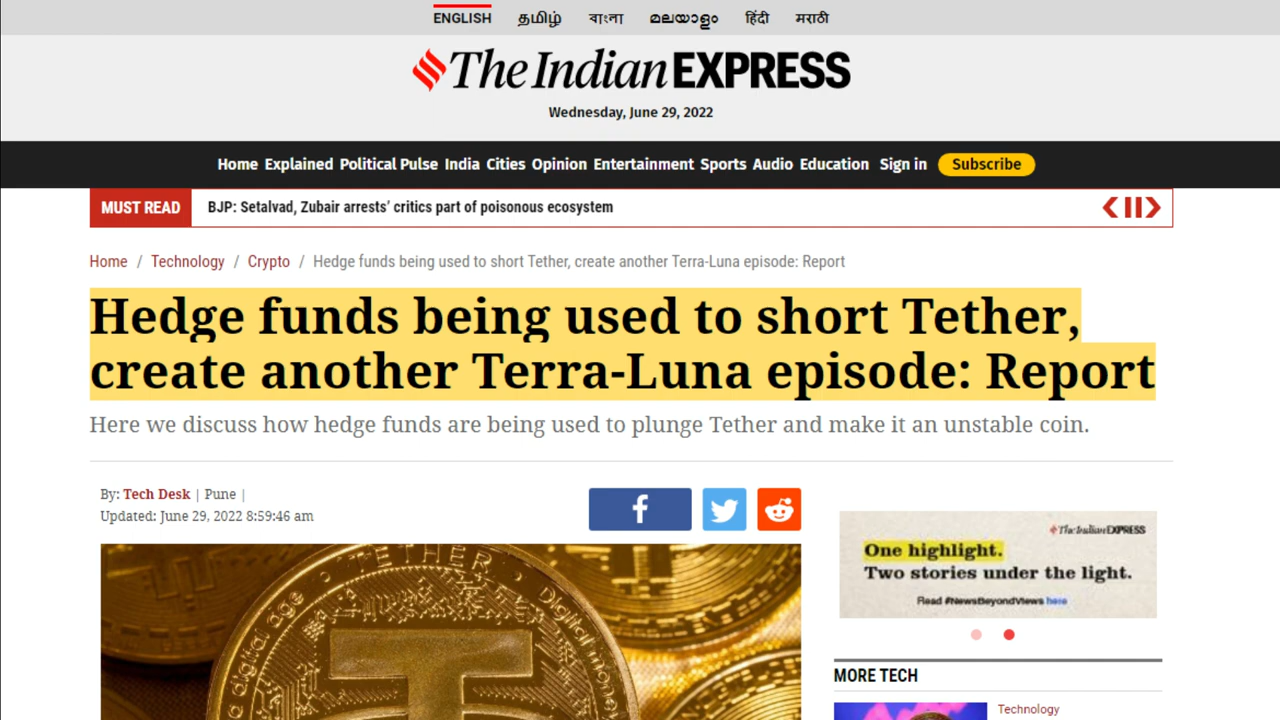 ENGLISH தமிழ் বাংলা മലയാളം हिंदी मराठी
The Indian EXPRESS
Wednesday, June 29, 2022
Home Explained Political Pulse India Cities Opinion Entertainment Sports Audio Education Sign in Subscribe
MUST READ BJP: Setalvad, Zubair arrests’ critics part of poisonous ecosystem
Home / Technology / Crypto / Hedge funds being used to short Tether, create another Terra-Luna episode: Report
Hedge funds being used to short Tether,
create another Terra-Luna episode: Report
Here we discuss how hedge funds are being used to plunge Tether and make it an unstable coin.
By: Tech Desk | Pune |
Updated: June 29, 2022 8:59:46 am
TETHER
digital age
Digital money
The Indian EXPRESS
One highlight.
Two stories under the light.
Read #NewsBeyondViews here
MORE TECH
Technology